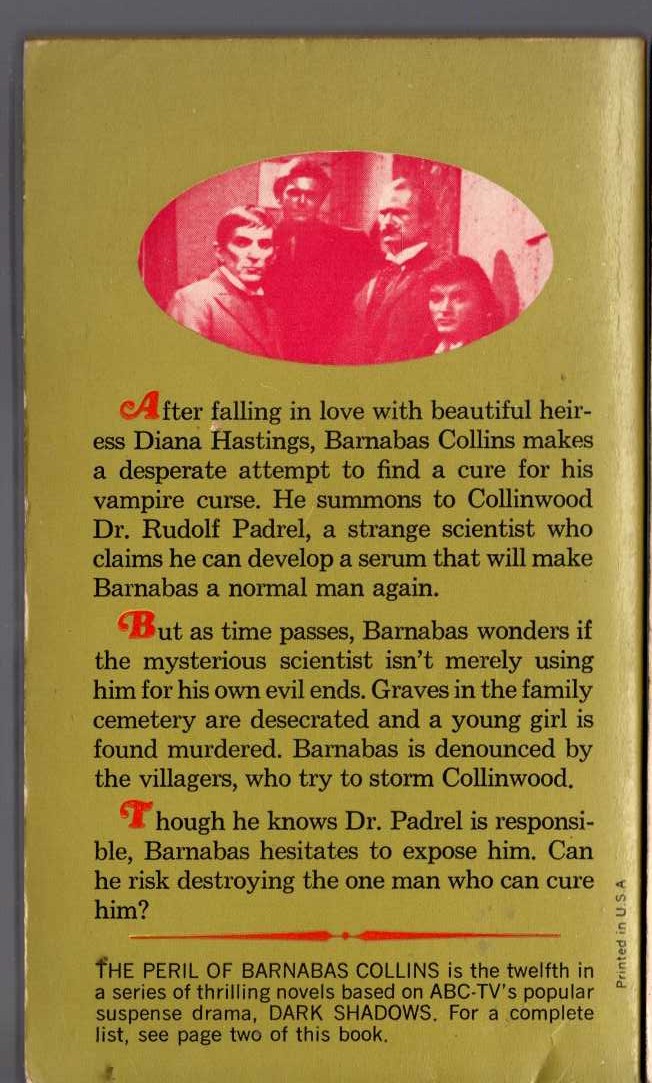 After falling in love with beautiful heir-
ess Diana Hastings, Barnabas Collins makes
a desperate attempt to find a cure for his
vampire curse. He summons to Collinwood
Dr. Rudolf Padrel, a strange scientist who
claims he can develop a serum that will make
Barnabas a normal man again.
But as time passes, Barnabas wonders if
the mysterious scientist isn't merely using
him for his own evil ends. Graves in the family
cemetery are desecrated and a young girl is
found murdered. Barnabas is denounced by
the villagers, who try to storm Collinwood.
Though he knows Dr. Padrel is responsi-
ble, Barnabas hesitates to expose him. Can
he risk destroying the one man who can cure
him?
THE PERIL OF BARNABAS COLLINS is the twelfth in
a series of thrilling novels based on ABC-TV's popular
suspense drama, DARK SHADOWS. For a complete
list, see page two of this book.
Printed in U.S.A